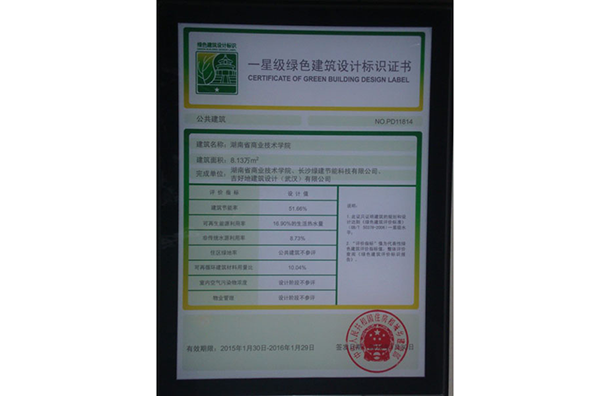 绿色建筑设计标识
一星级绿色建筑设计标识证书
CERTIFICATE OF GREEN BUILDING DESIGN LABEL
公共建筑 NO.PD11814
建筑名称：湖南省商业技术学院
建筑面积：8.13万m²
完成单位：湖南省商业技术学院、长沙绿建节能科技有限公司、
吉好地建筑设计（武汉）有限公司
评价指标 设计值
建筑节能率 51.66%
可再生能源利用率 16.90%的生活热水量
非传统水源利用率 9.73%
住区绿地率 公共建筑不参评
可再循环建筑材料用量比 10.04%
室内空气污染物浓度 设计阶段不参评
物业管理 设计阶段不参评
说明：
有效期限：2015年1月30日-2016年1月29日